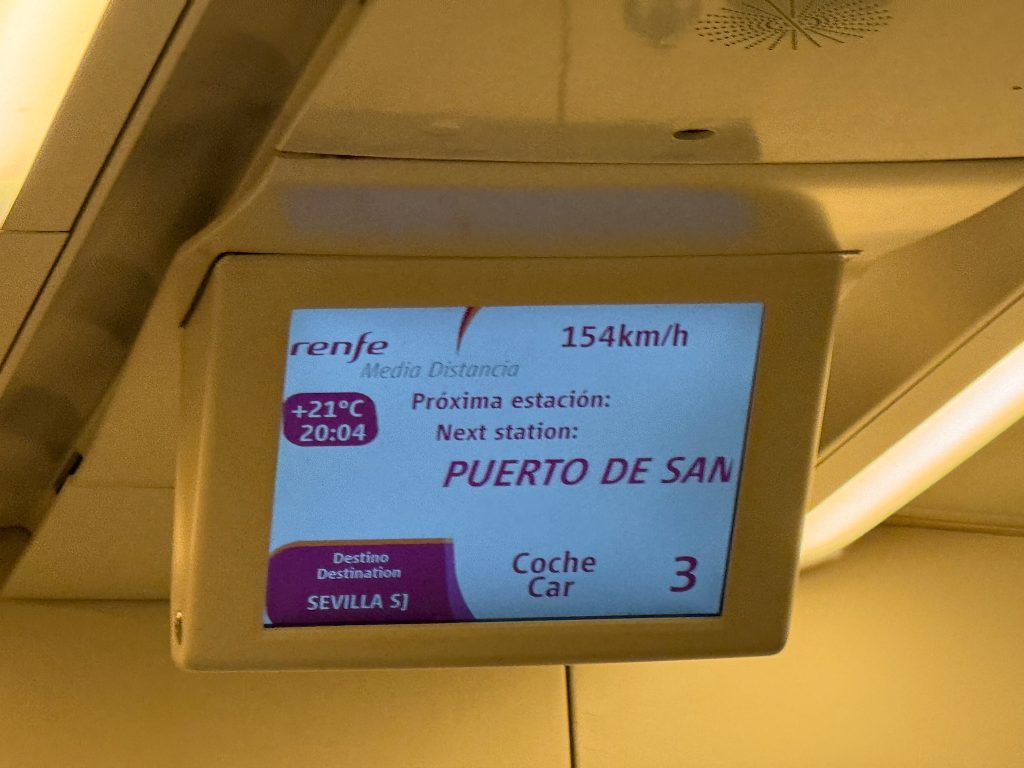 renfe
Media Distancia
154km/h
+21°C
20:04
Próxima estación:
Next station:
PUERTO DE SAN
Destino
Destination
SEVILLA SJ
Coche
Car
3